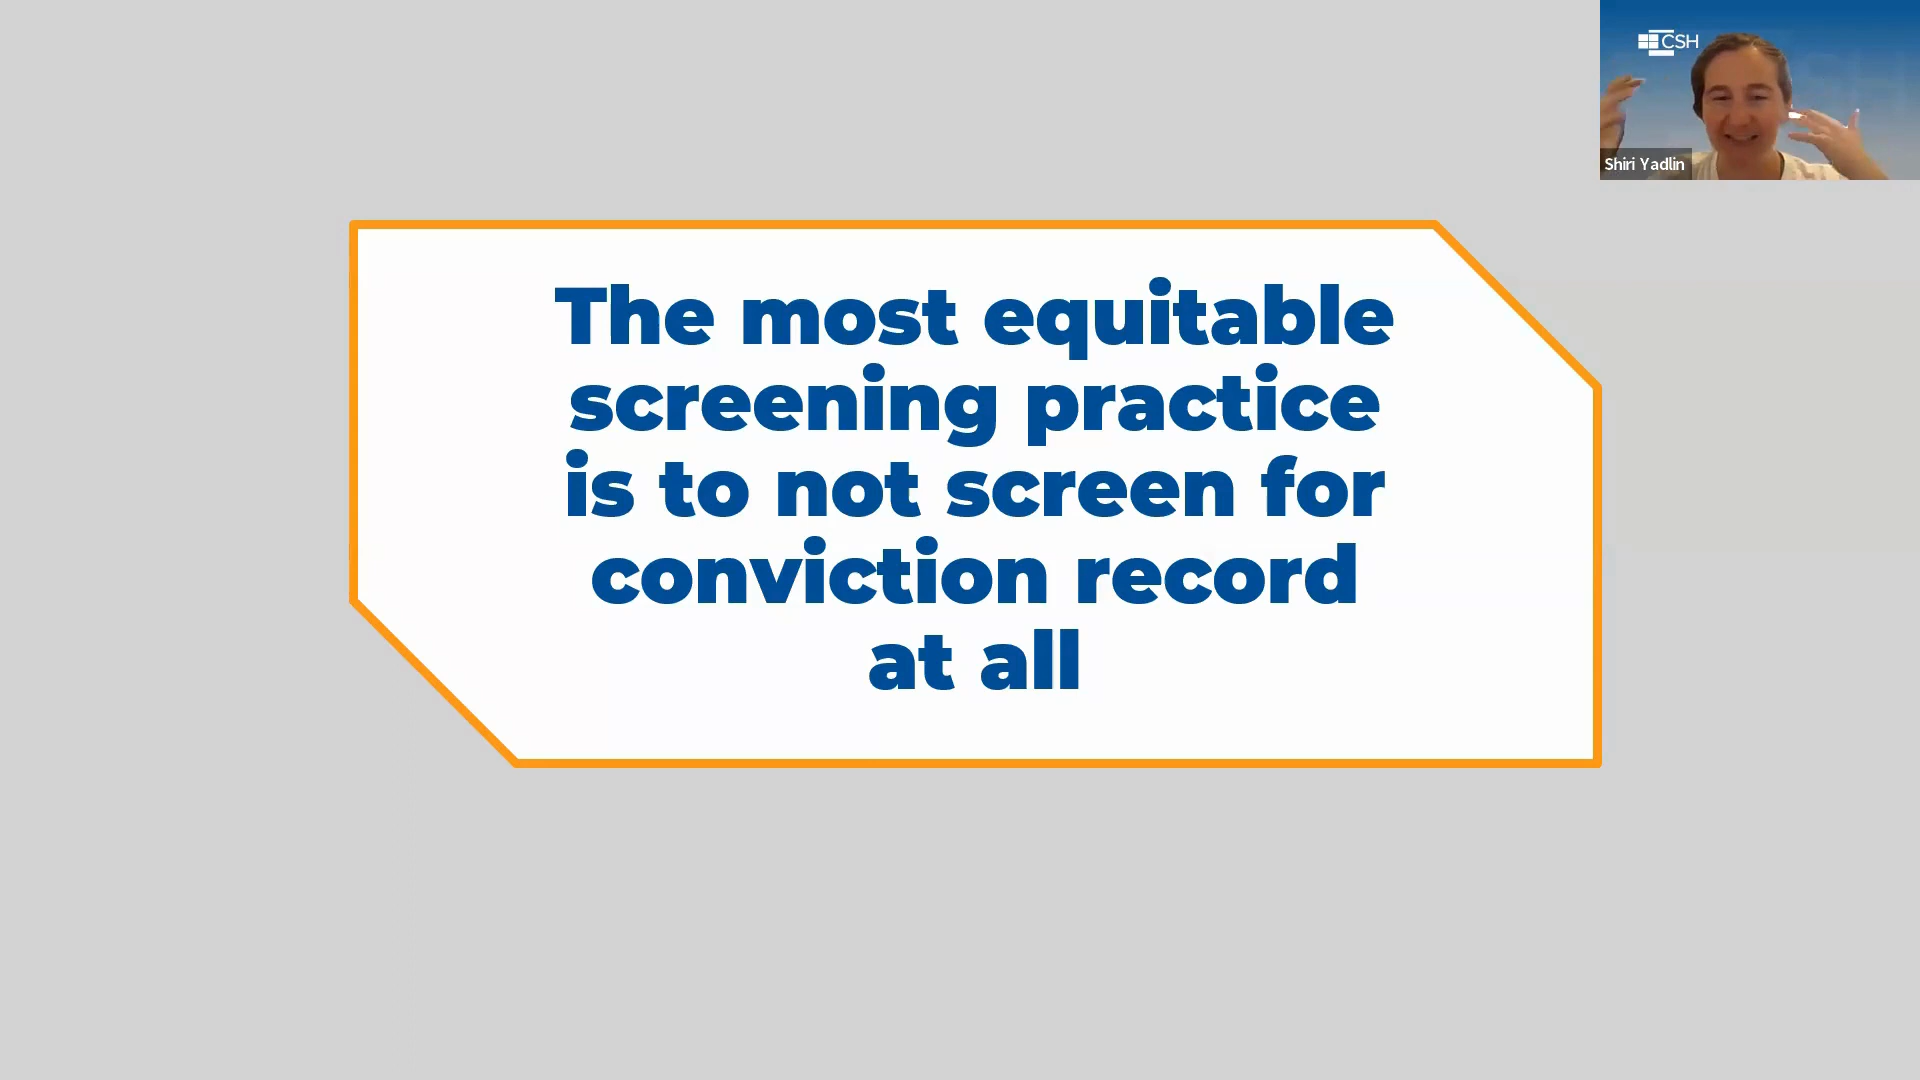 CSH
Shiri Yadlin
The most equitable
screening practice
is to not screen for
conviction record
at all